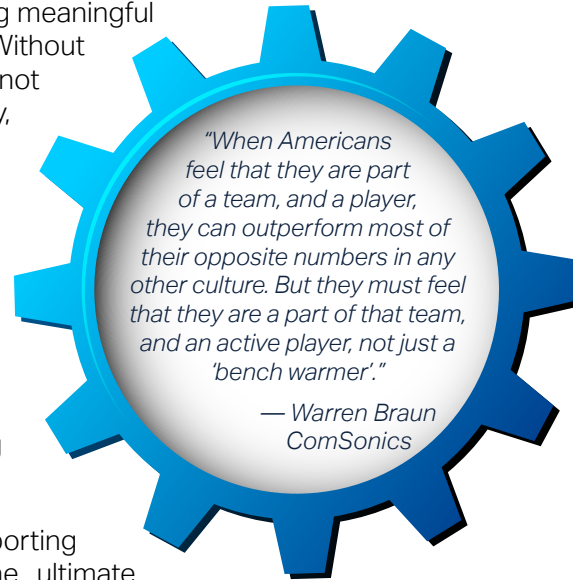 g meaningful
Without
not
y,
"When Americans
feel that they are part
of a team, and a player,
they can outperform most of
their opposite numbers in any
other culture. But they must feel
that they are a part of that team,
and an active player, not just a
'bench warmer'."
— Warren Braun
ComSonics
g
porting
ne ultimate